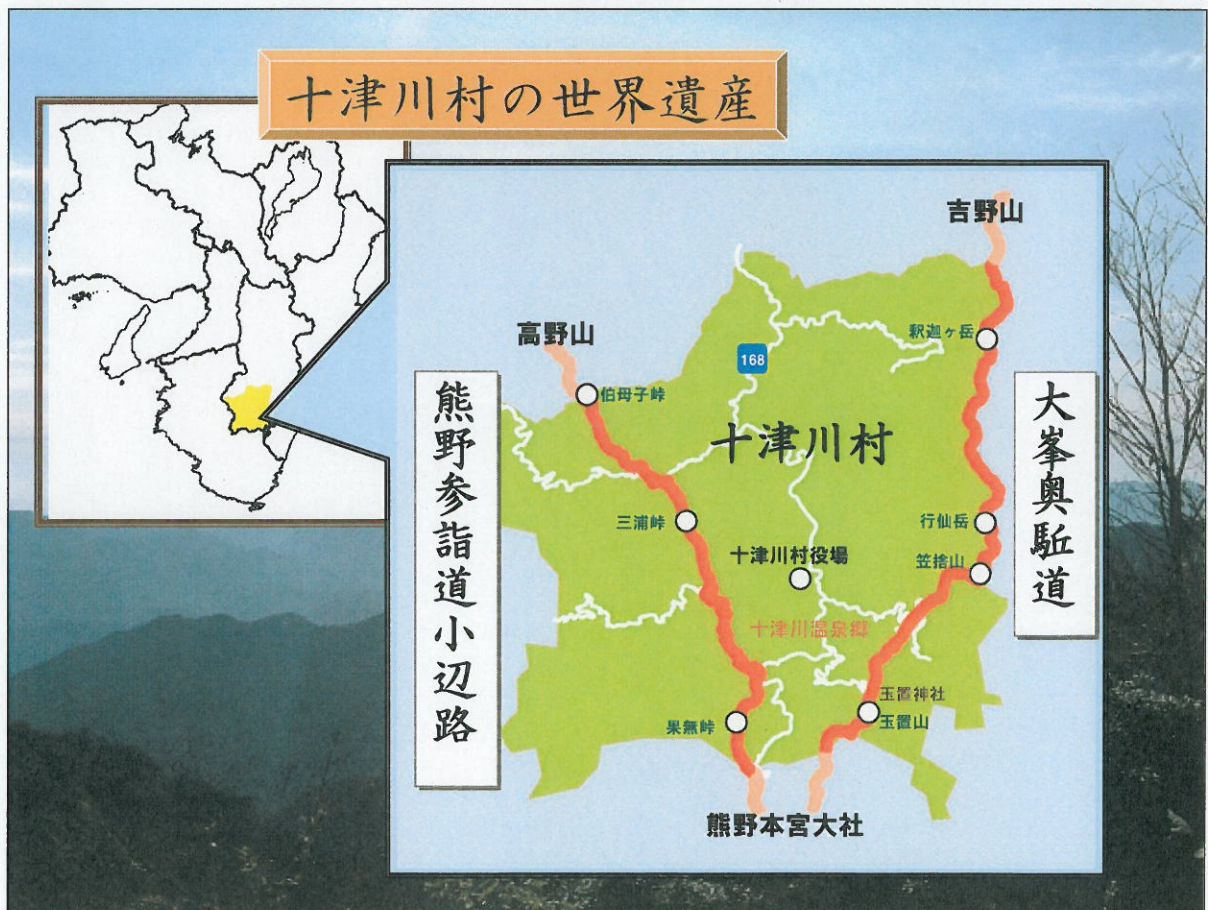 十津川村の世界遺産
吉野山
高野山
釈迦ヶ岳
168
伯母子峠
熊野参詣道小辺路
十津川村
大峯奥駈道
三浦峠
行仙岳
十津川村役場
笠捨山
十津川温泉郷
玉置神社
玉置山
果無峠
熊野本宮大社